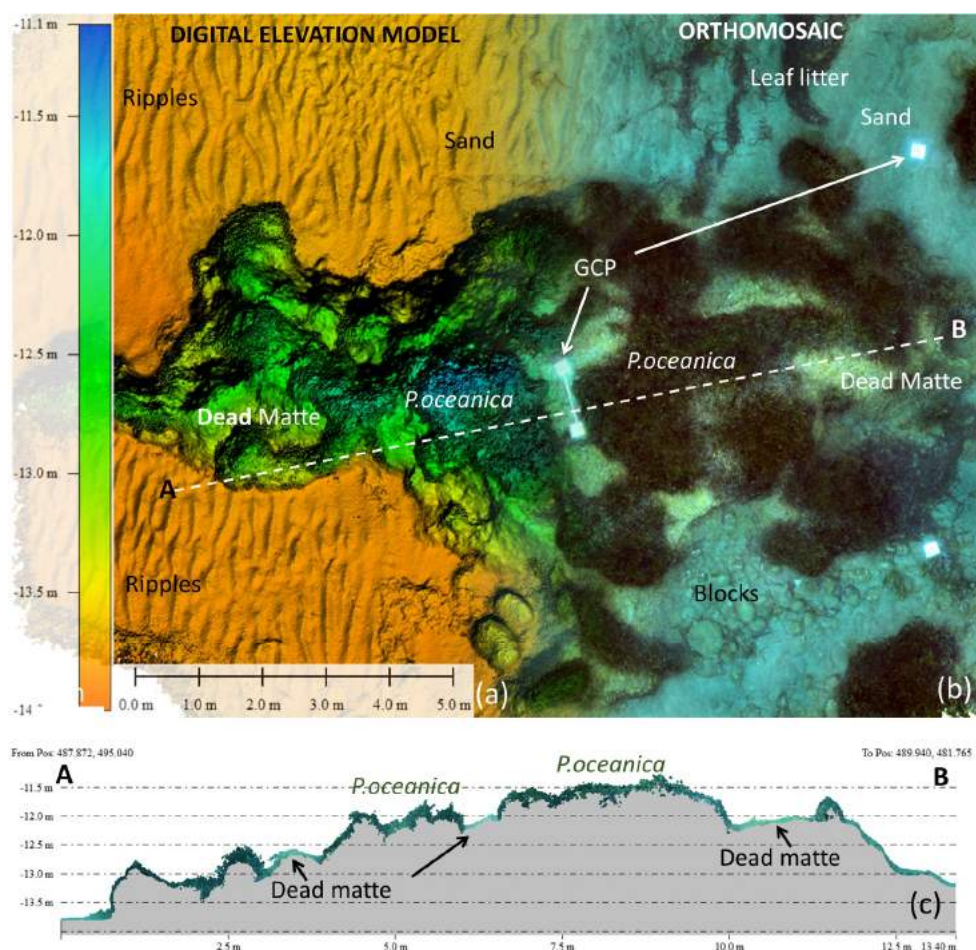 -11.1 m
DIGITAL ELEVATION MODEL
ORTHOMOSAIC
Leaf litter
Ripples
-11.5 m
Sand
Sand
-12.0 m
GCP
B
-12.5 m
P.oceanica
Dead Matte
P.oceanica
Dead Matte
-13.0 m
A
-13.5 m
Ripples
Blocks
-14
0.0 m 1.0 m 2.0 m 3.0 m 4.0 m 5.0 m
(a)
(b)
From Pos: 487.872, 495.040
To Pos: 489.940, 481.765
A
P.oceanica
P.oceanica
B
-11.5 m
-12.0 m
-12.5 m
Dead matte
Dead matte
-13.0 m
-13.5 m
(c)
2.5 m 5.0 m 7.5 m 10.0 m 12.5 m 13.40 m